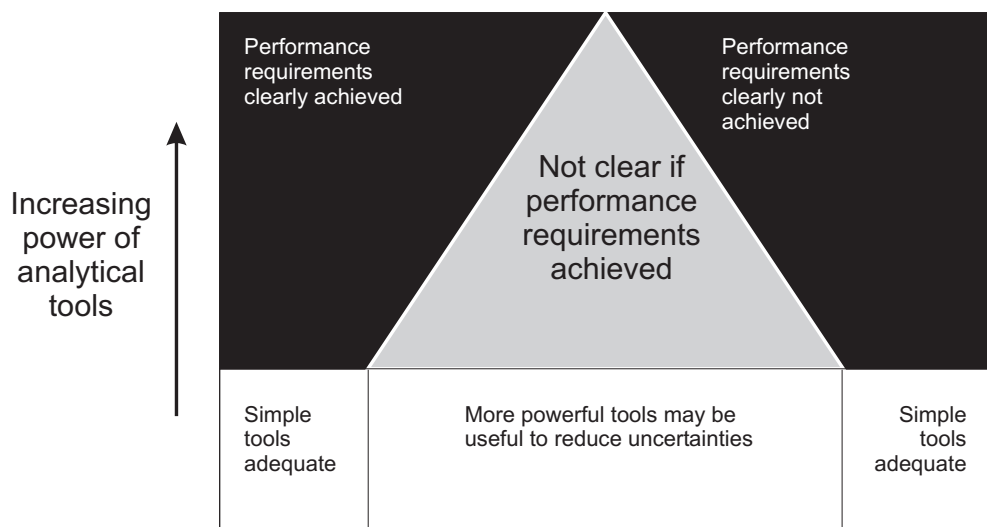 Performance
requirements
clearly achieved
Performance
requirements
clearly not
achieved
Not clear if
performance
requirements
achieved
Increasing
power of
analytical
tools
Simple
tools
adequate
More powerful tools may be
useful to reduce uncertainties
Simple
tools
adequate